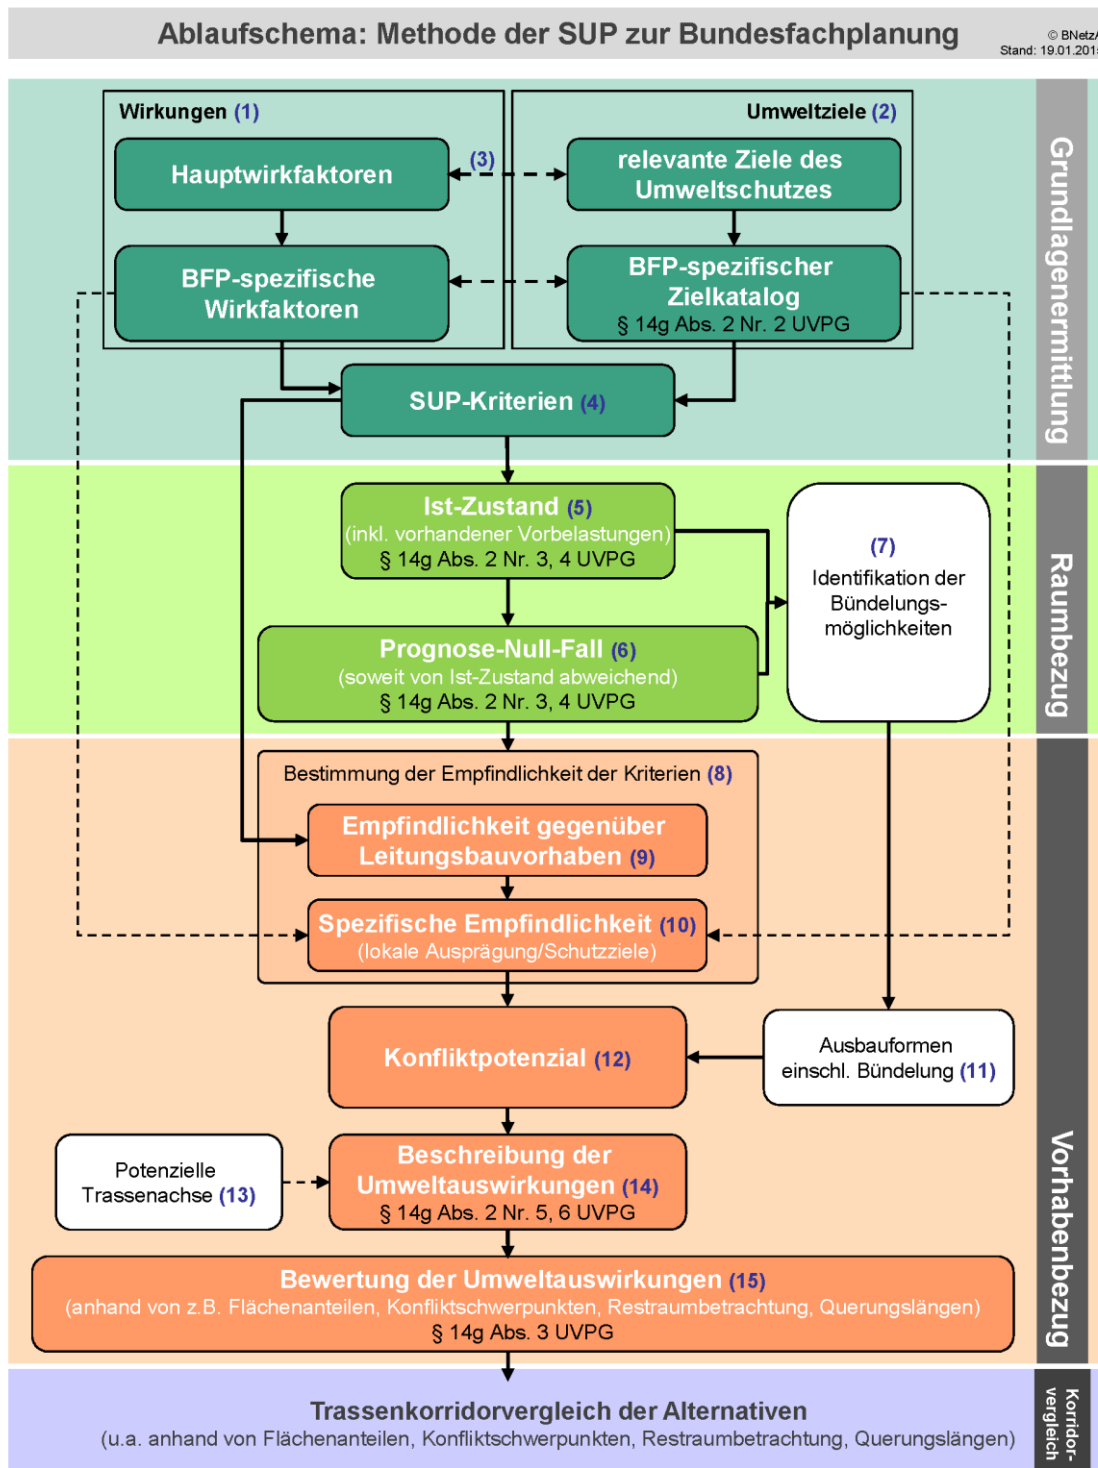 Ablaufschema: Methode der SUP zur Bundesfachplanung
© BNetzA
Stand: 19.01.2015
Wirkungen (1)
Umweltziele (2)
Hauptwirkfaktoren
(3)
relevante Ziele des
Umweltschutzes
BFP-spezifische
Wirkfaktoren
BFP-spezifischer
Zielkatalog
§ 14g Abs. 2 Nr. 2 UVPG
SUP-Kriterien (4)
Grundlagenermittlung
Ist-Zustand (5)
(inkl. vorhandener Vorbelastungen)
§ 14g Abs. 2 Nr. 3, 4 UVPG
(7)
Identifikation der
Bündelungs-
möglichkeiten
Prognose-Null-Fall (6)
(soweit von Ist-Zustand abweichend)
§ 14g Abs. 2 Nr. 3, 4 UVPG
Raumbezug
Bestimmung der Empfindlichkeit der Kriterien (8)
Empfindlichkeit gegenüber
Leitungsbauvorhaben (9)
Spezifische Empfindlichkeit (10)
(lokale Ausprägung/Schutzziele)
Konfliktpotenzial (12)
Ausbauformen
einschl. Bündelung (11)
Potenzielle
Trassenachse (13)
Beschreibung der
Umweltauswirkungen (14)
§ 14g Abs. 2 Nr. 5, 6 UVPG
Bewertung der Umweltauswirkungen (15)
(anhand von z.B. Flächenanteilen, Konfliktschwerpunkten, Restraumbetrachtung, Querungslängen)
§ 14g Abs. 3 UVPG
Vorhabenbezug
Trassenkorridorvergleich der Alternativen
(u.a. anhand von Flächenanteilen, Konfliktschwerpunkten, Restraumbetrachtung, Querungslängen)
Korridor-
vergleich